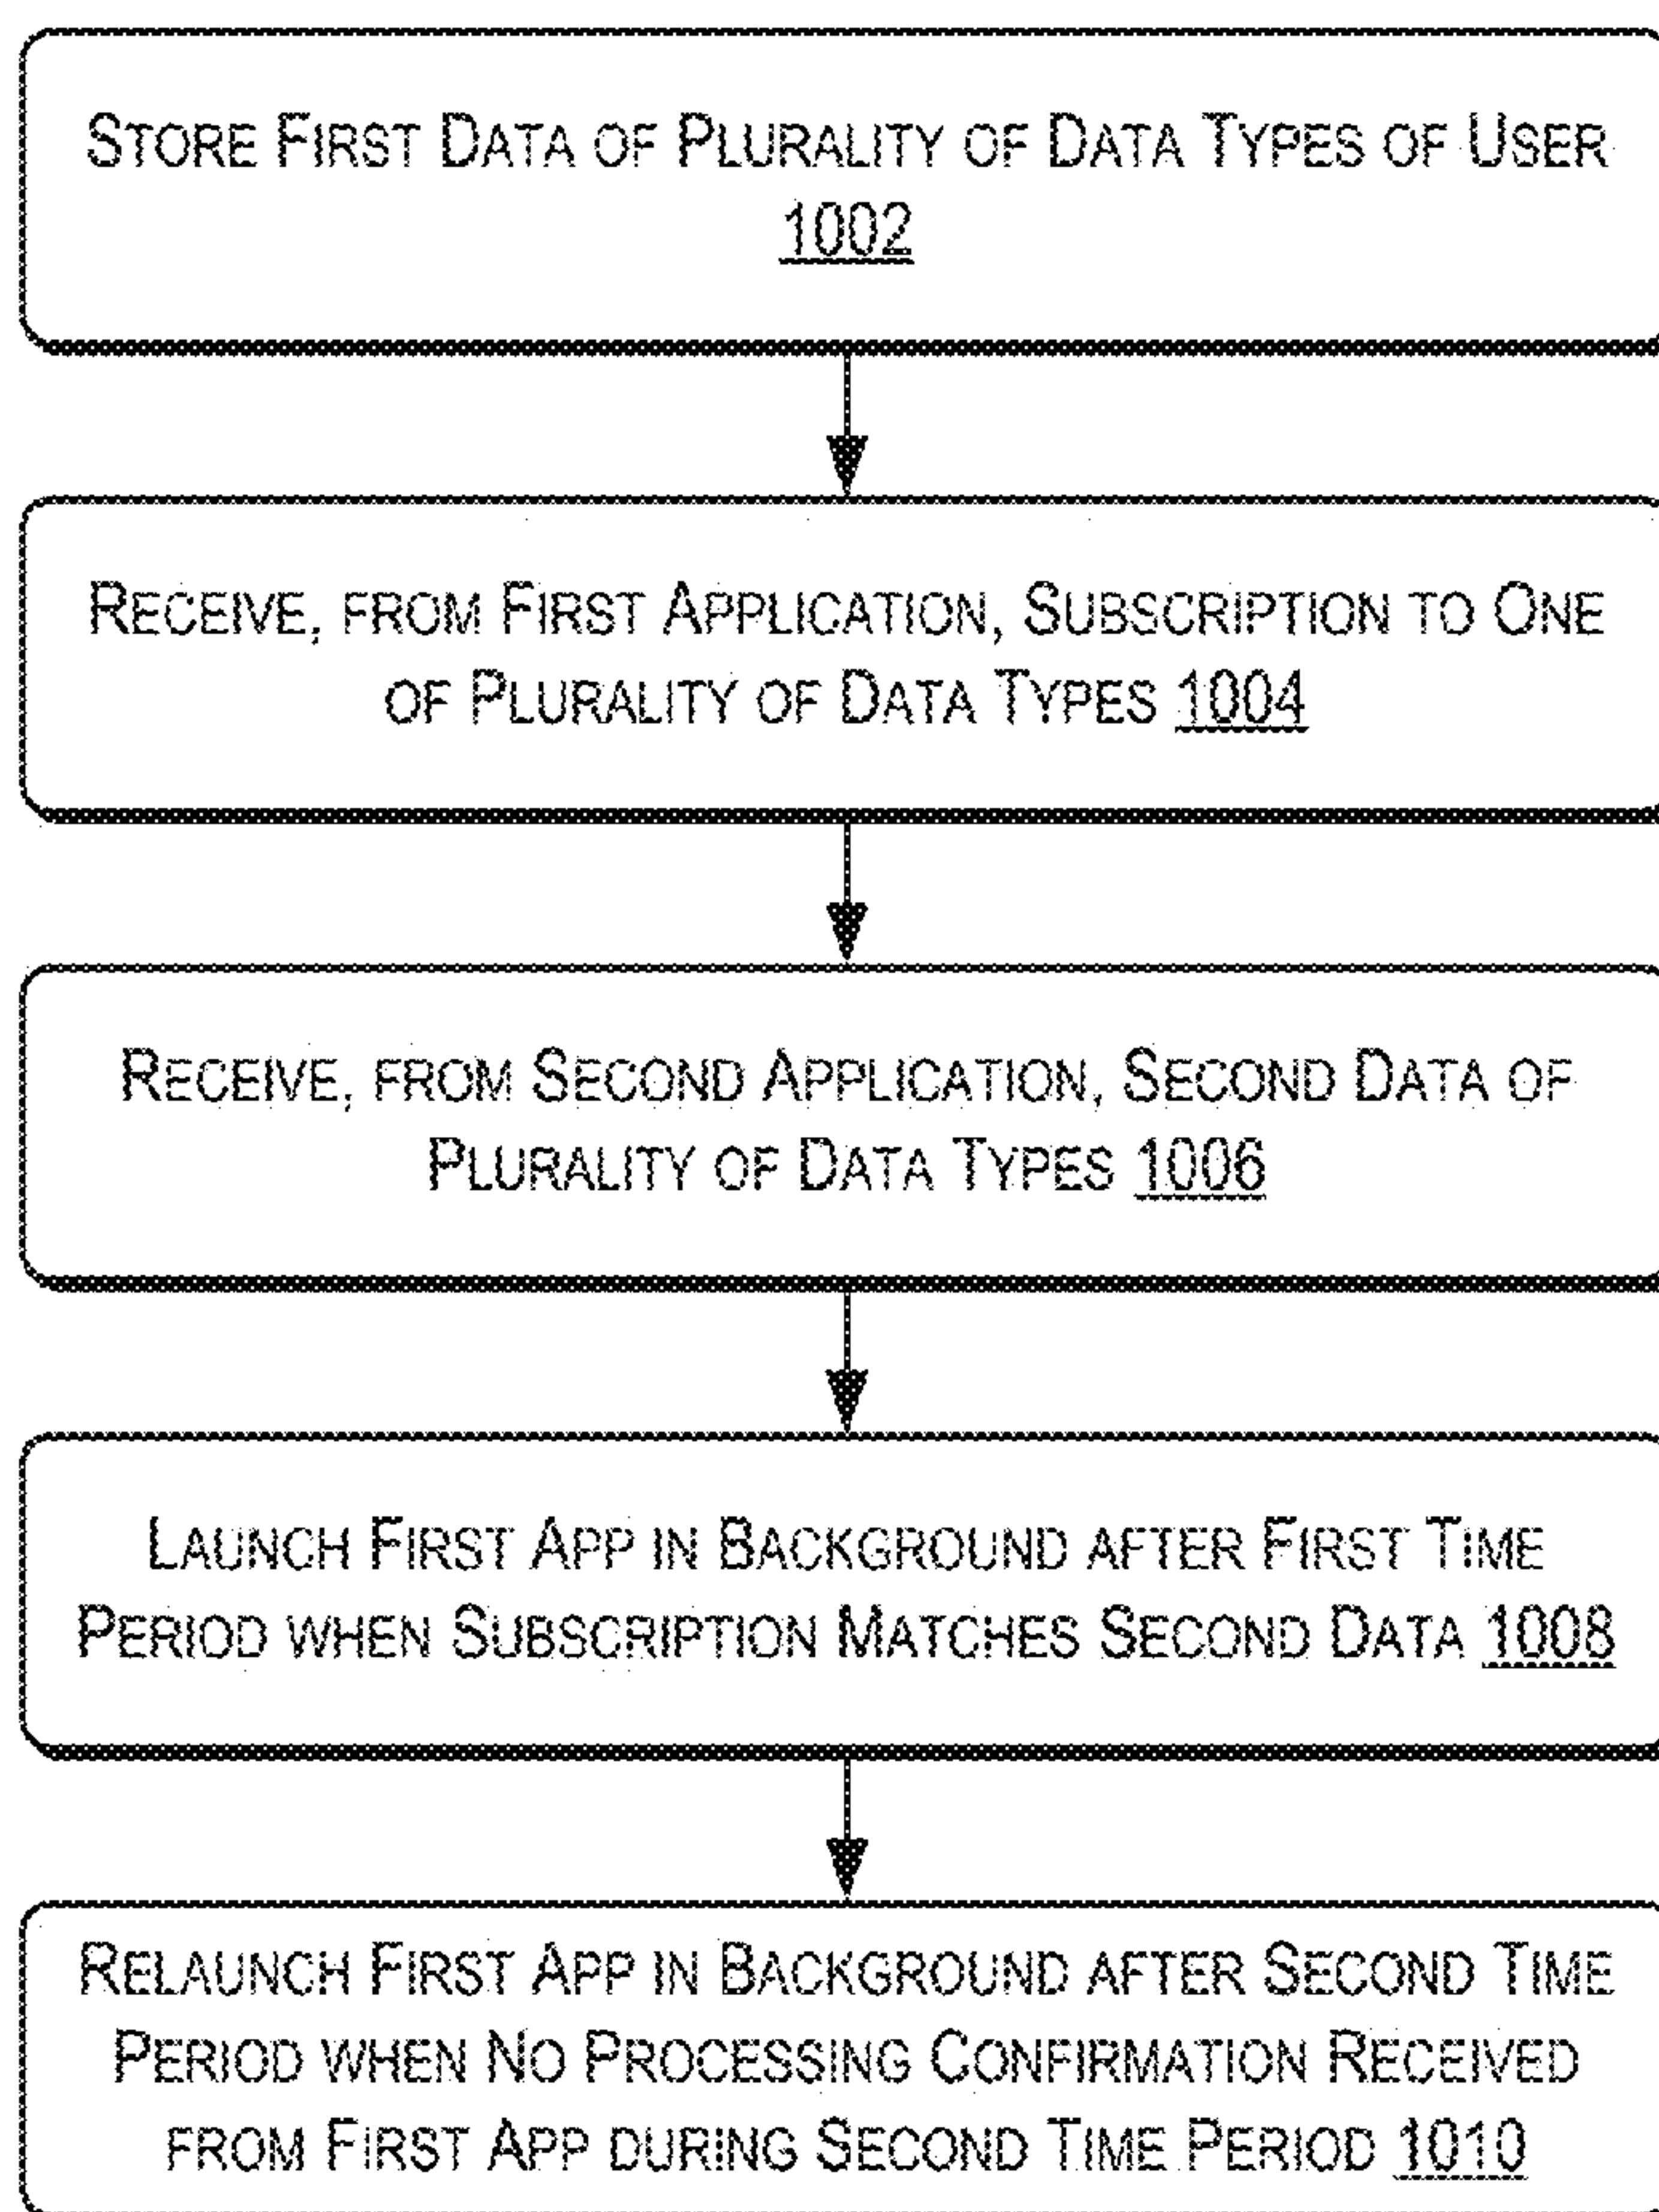 STORE FIRST DATA OF PLURALITY OF DATA TYPES OF USER
1002
RECEIVE, FROM FIRST APPLICATION, SUBSCRIPTION TO ONE
OF PLURALITY OF DATA TYPES 1004
RECEIVE, FROM SECOND APPLICATION, SECOND DATA OF
PLURALITY OF DATA TYPES 1006
LAUNCH FIRST APP IN BACKGROUND AFTER FIRST TIME
PERIOD WHEN SUBSCRIPTION MATCHES SECOND DATA 1008
RELAUNCH FIRST APP IN BACKGROUND AFTER SECOND TIME
PERIOD WHEN NO PROCESSING CONFIRMATION RECEIVED
FROM FIRST APP DURING SECOND TIME PERIOD 1010